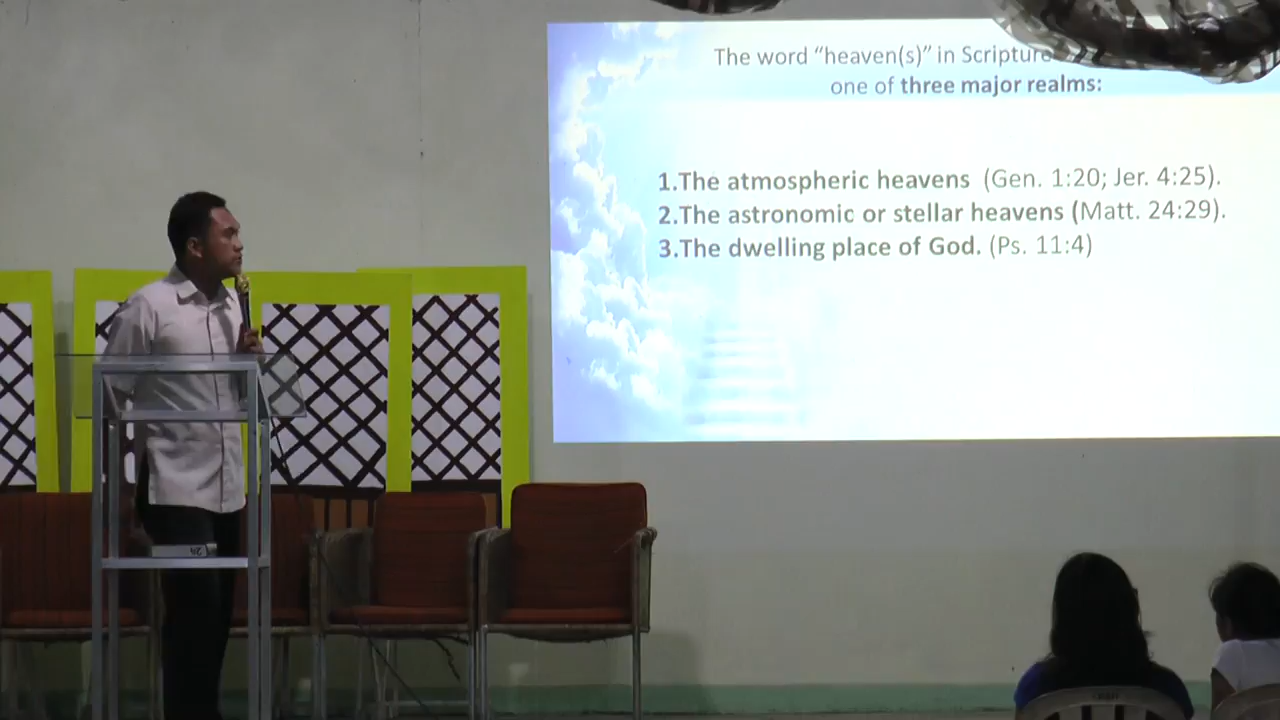 The word “heaven(s)” in Scripture
one of three major realms:
1.The atmospheric heavens (Gen. 1:20; Jer. 4:25).
2.The astronomic or stellar heavens (Matt. 24:29).
3.The dwelling place of God. (Ps. 11:4)